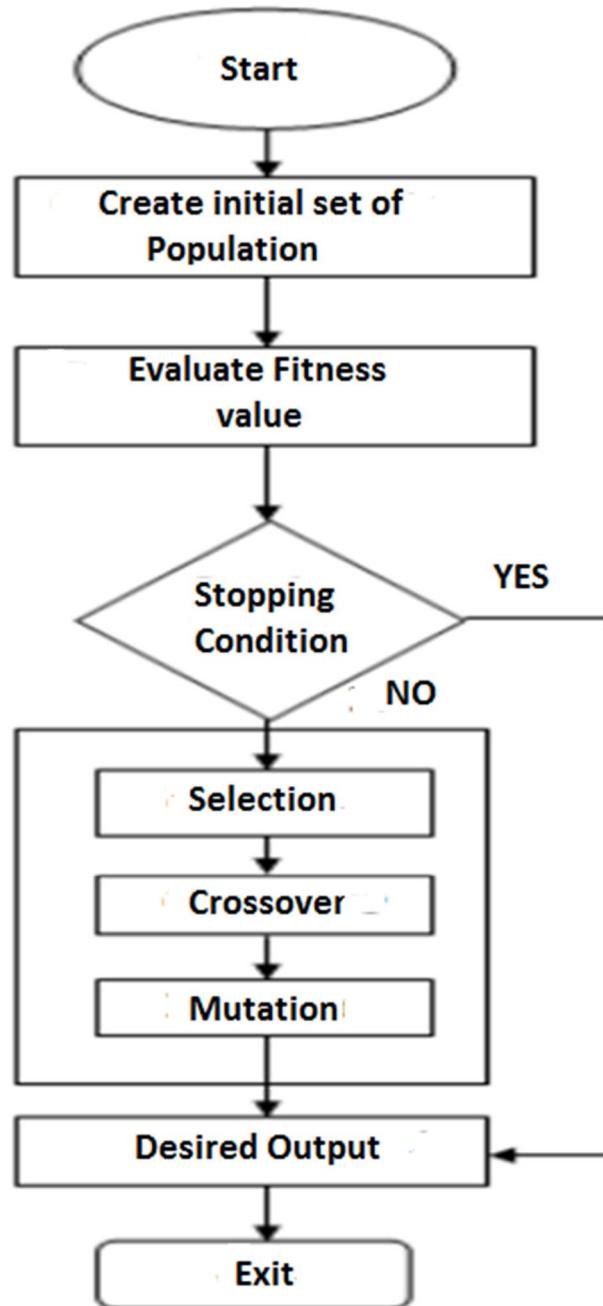 Start
Create initial set of
Population
Evaluate Fitness
value
Stopping
Condition
YES
NO
Selection
Crossover
Mutation
Desired Output
Exit